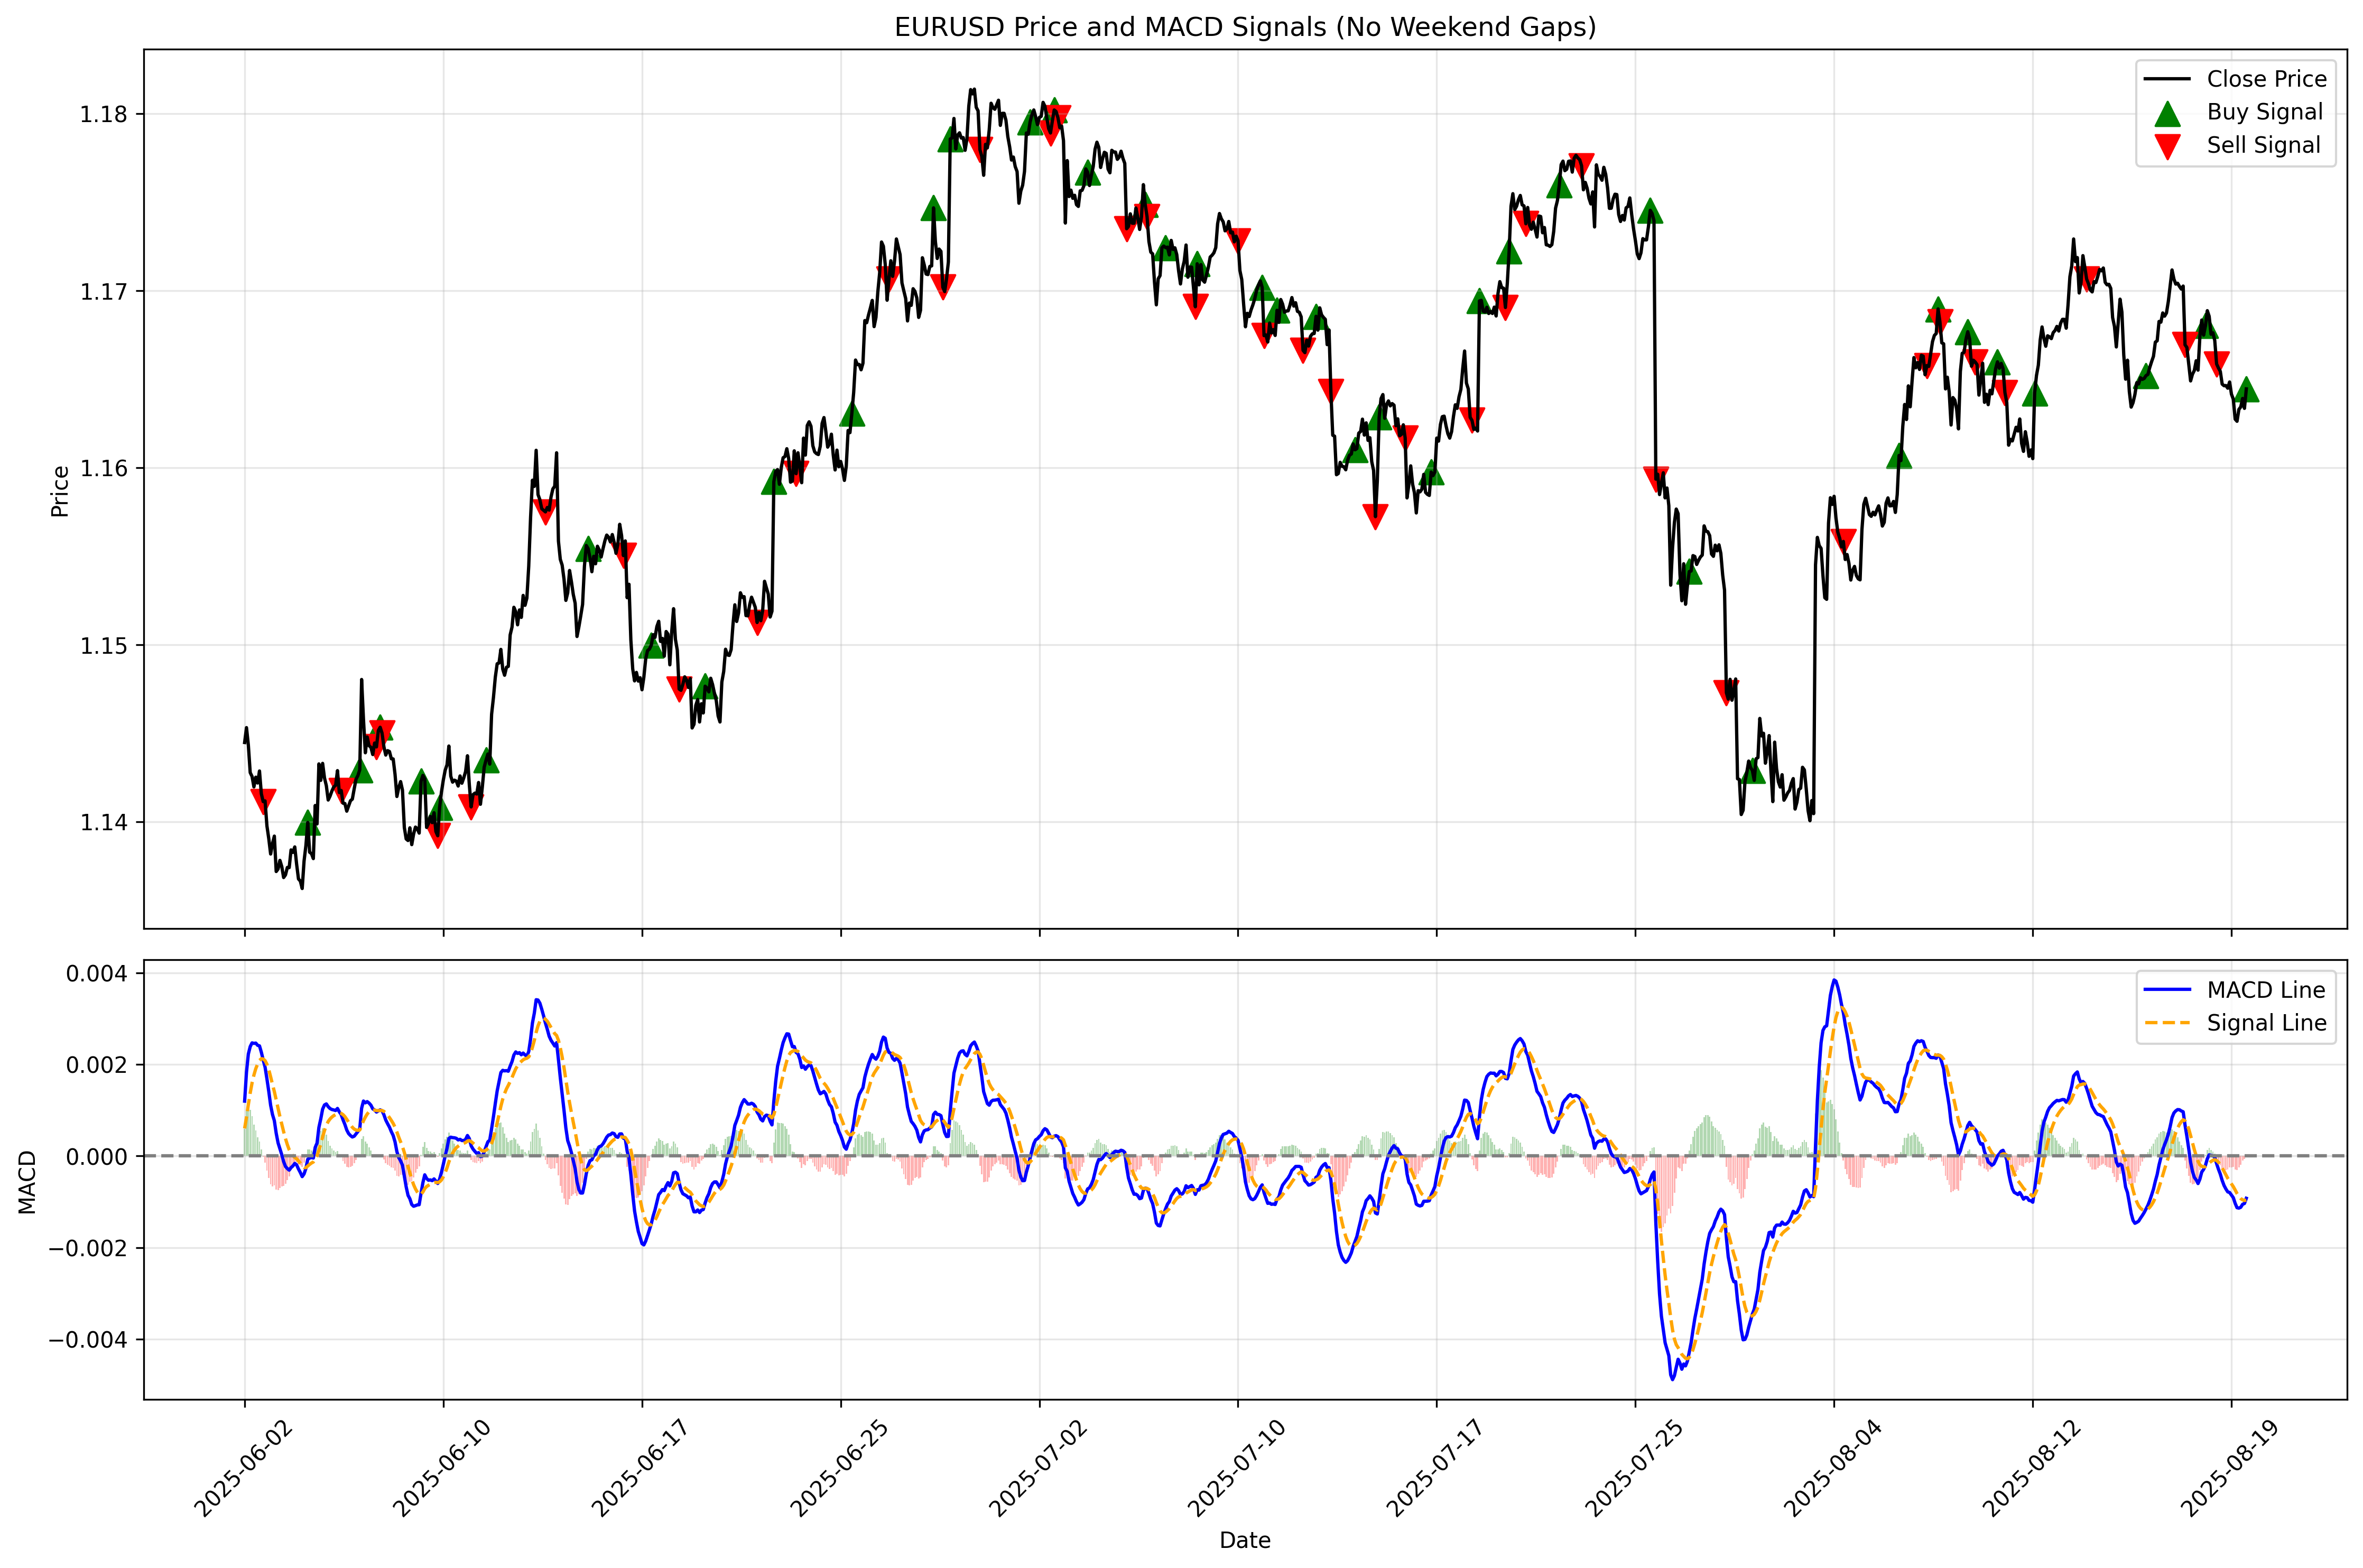 EURUSD Price and MACD Signals (No Weekend Gaps)
Close Price
Buy Signal
Sell Signal
1.18
1.17
1.16
1.15
1.14
Price
MACD Line
Signal Line
0.004
0.002
0.000
−0.002
−0.004
MACD
2025-06-02
2025-06-10
2025-06-17
2025-06-25
2025-07-02
2025-07-10
2025-07-17
2025-07-25
2025-08-04
2025-08-12
2025-08-19
Date